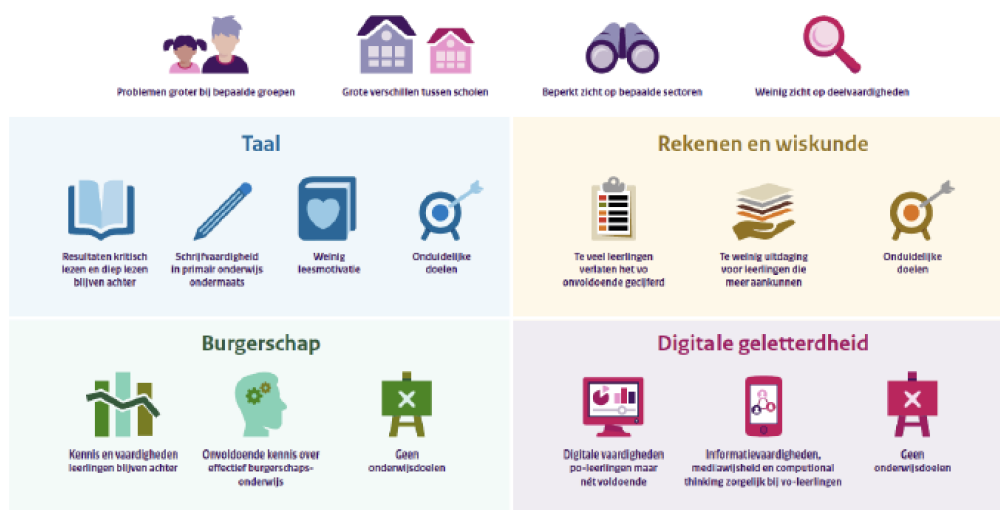 Problemen groter bij bepaalde groepen
Grote verschillen tussen scholen
Beperkt zicht op bepaalde sectoren
Weinig zicht op deelvaardigheden
Taal
Resultaten kritisch
lezen en diep lezen
blijven achter
Schrijfvaardigheid
in primair onderwijs
ondermaats
Weinig
leesmotivatie
Onduidelijke
doelen
Rekenen en wiskunde
Te veel leerlingen
verlaten het vo
onvoldoende gecijferd
Te weinig uitdaging
voor leerlingen die
meer aankunnen
Onduidelijke
doelen
Burgerschap
Kennis en vaardigheden
leerlingen blijven achter
Onvoldoende kennis over
effectief burgerschaps-
onderwijs
Geen
onderwijsdoelen
Digitale geletterdheid
Digitale vaardigheden
po-leerlingen maar
nét voldoende
Informatievaardigheden,
mediawijsheid en computional
thinking zorgelijk bij vo-leerlingen
Geen
onderwijsdoelen